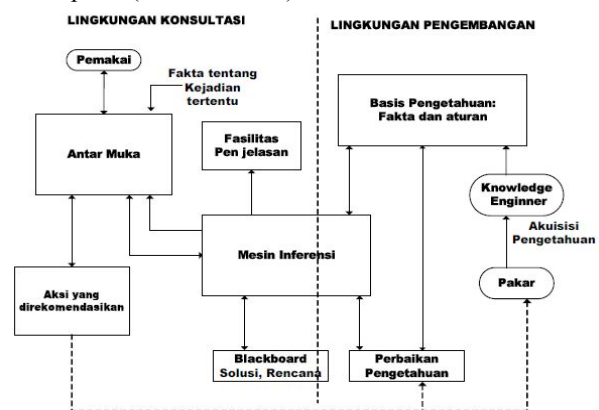 LINGKUNGAN KONSULTASI
LINGKUNGAN PENGEMBANGAN
Pemakai
Fakta tentang
Kejadian
tertentu
Antar Muka
Fasilitas
Pen jelasan
Basis Pengetahuan:
Fakta dan aturan
Knowledge
Enginner
Akuisisi
Pengetahuan
Mesin Inferensi
Pakar
Aksi yang
direkomendasikan
Blackboard
Solusi, Rencana
Perbaikan
Pengetahuan